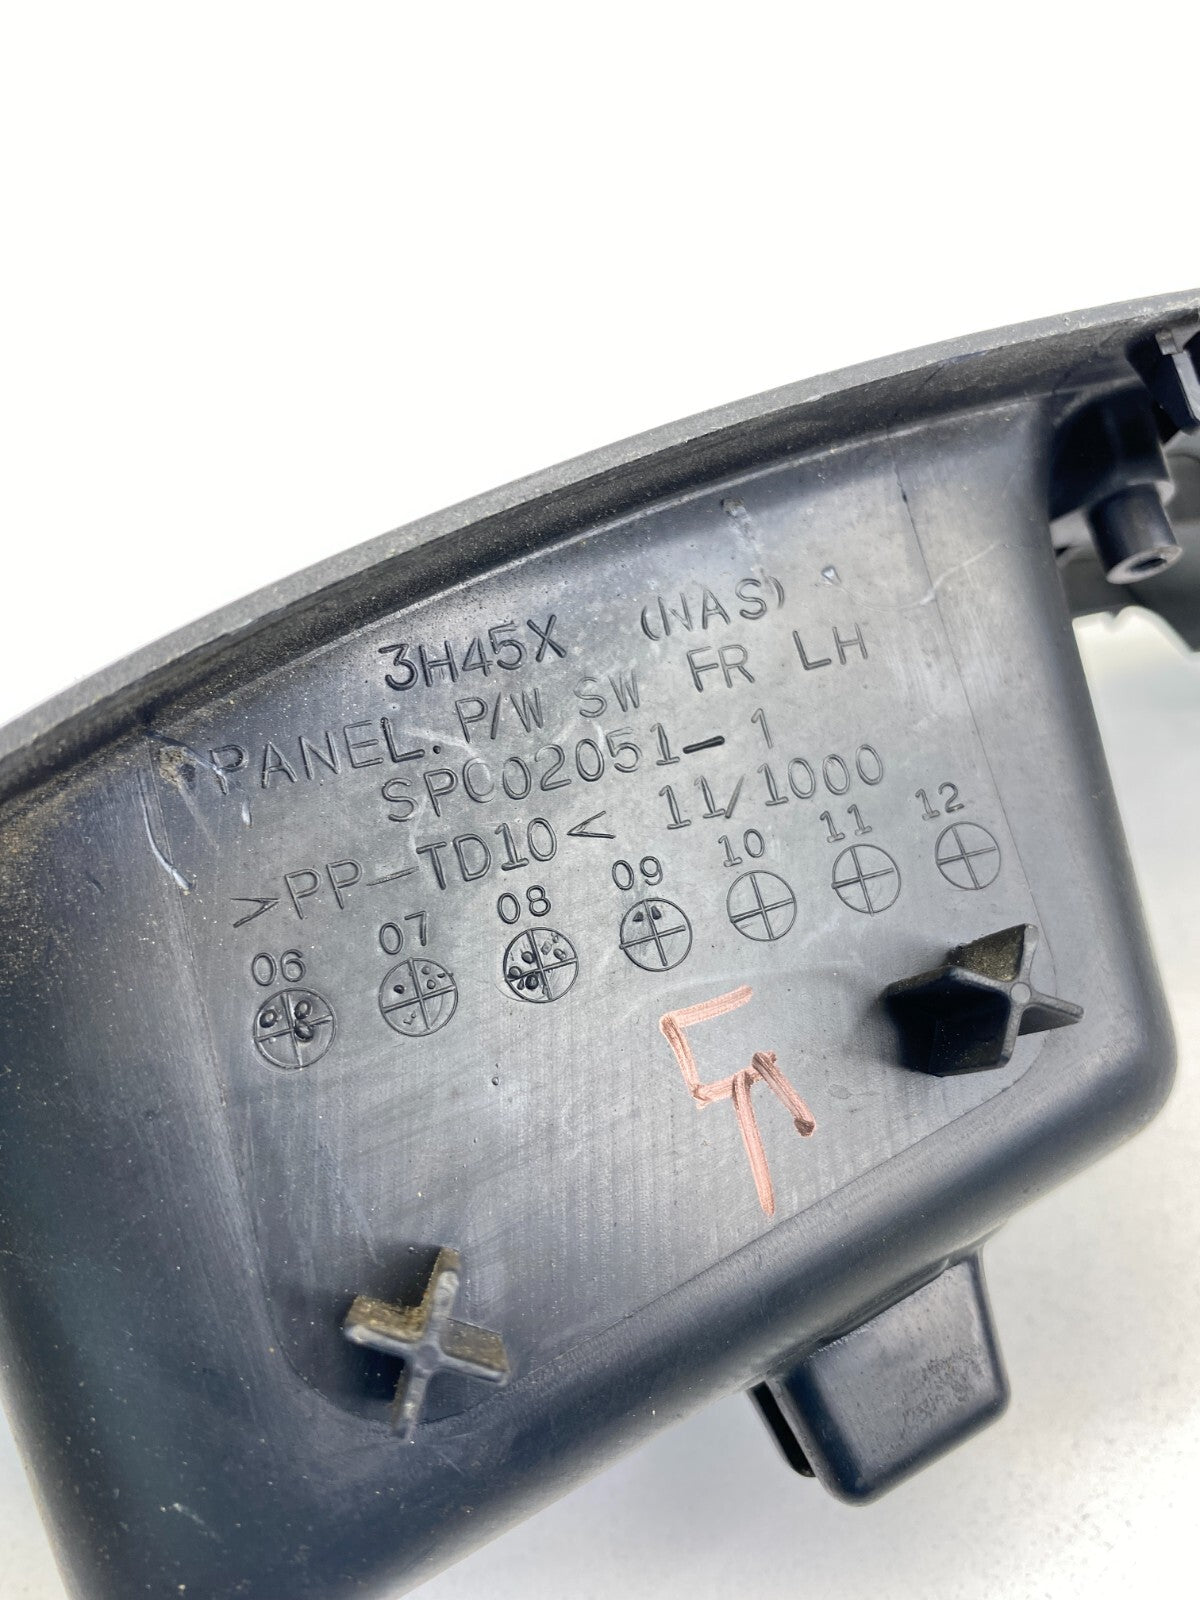 3H45X (NAS)
PANEL. P/W SW FR LH
SPC02051-1
>PP-TD10< 11/1000
06 07 08 09 10 11 12